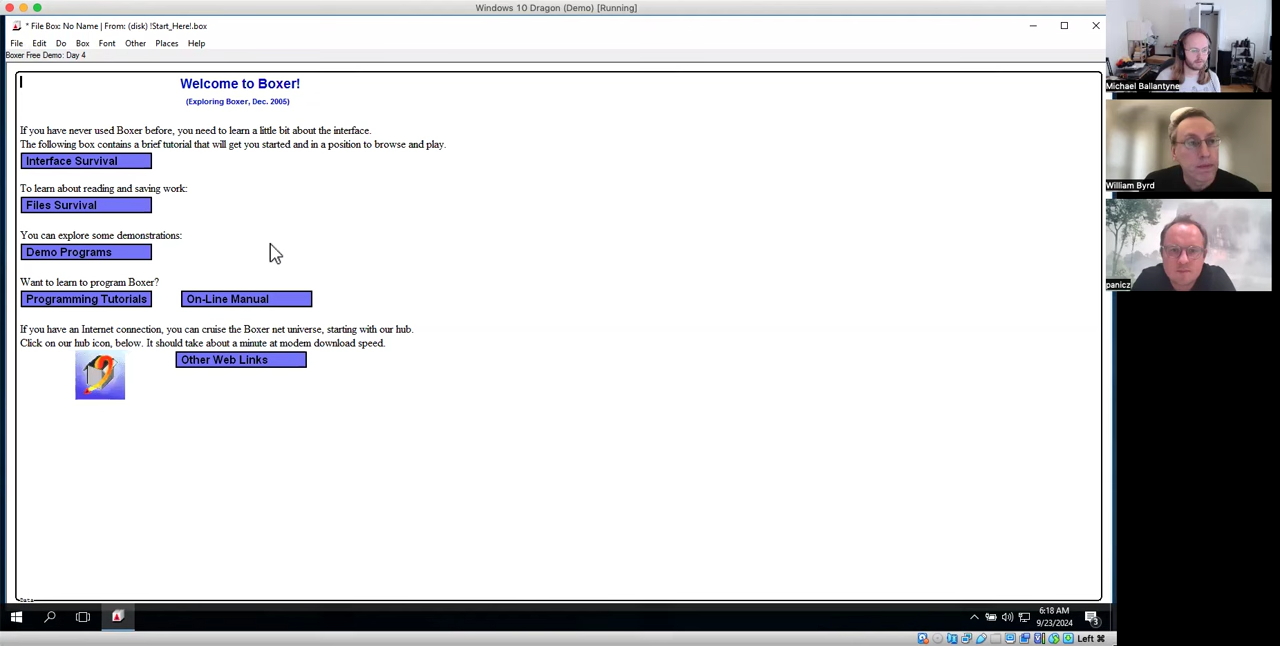 Windows 10 Dragon (Demo) [Running]
* File Box: No Name | From: (disk) !Start_Here!.box
File Edit Do Box Font Other Places Help
Boxer Free Demo: Day 4
Welcome to Boxer!
(Exploring Boxer, Dec. 2005)
If you have never used Boxer before, you need to learn a little bit about the interface.
The following box contains a brief tutorial that will get you started and in a position to browse and play.
Interface Survival
To learn about reading and saving work:
Files Survival
You can explore some demonstrations:
Demo Programs
Want to learn to program Boxer?
Programming Tutorials On-Line Manual
If you have an Internet connection, you can cruise the Boxer net universe, starting with our hub.
Click on our hub icon, below. It should take about a minute at modem download speed.
Other Web Links
Data
6:18 AM
9/23/2024
3
Left ⌘
Michael Ballantyne
William Byrd
panicz